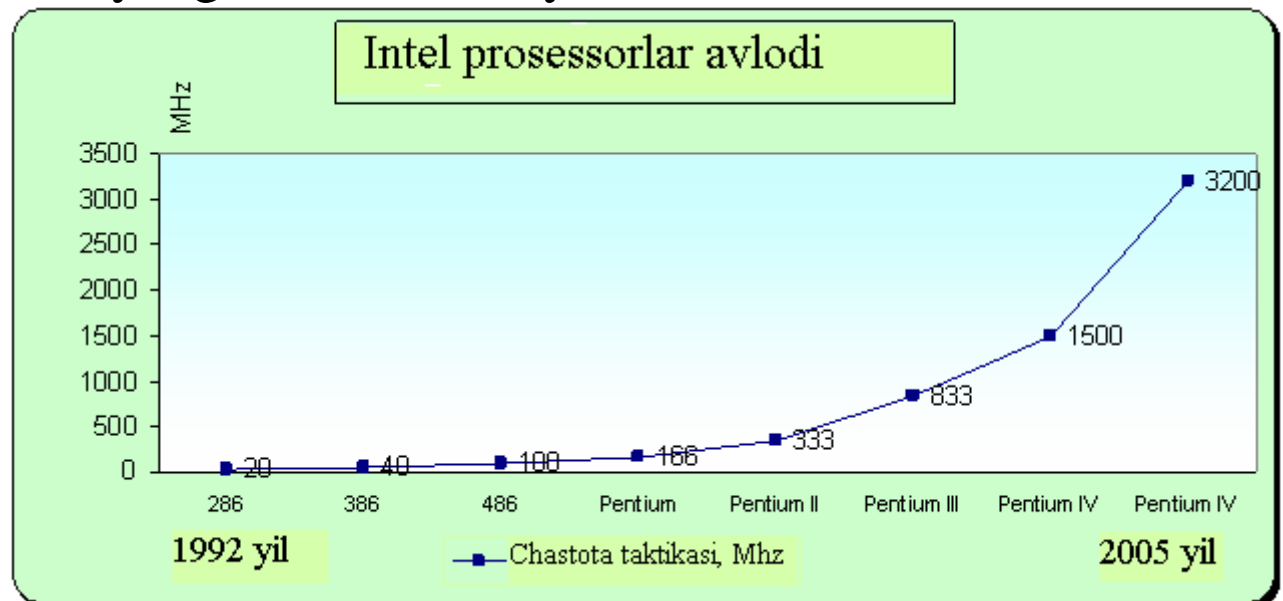 Intel prosessorlar avlodi
MHz
3500
3000
2500
2000
1500
1000
500
0
20
40
100
166
333
833
1500
3200
286 386 486 Pentium Pentium II Pentium III Pentium IV Pentium IV
1992 yil
Chastota taktikasi, Mhz
2005 yil